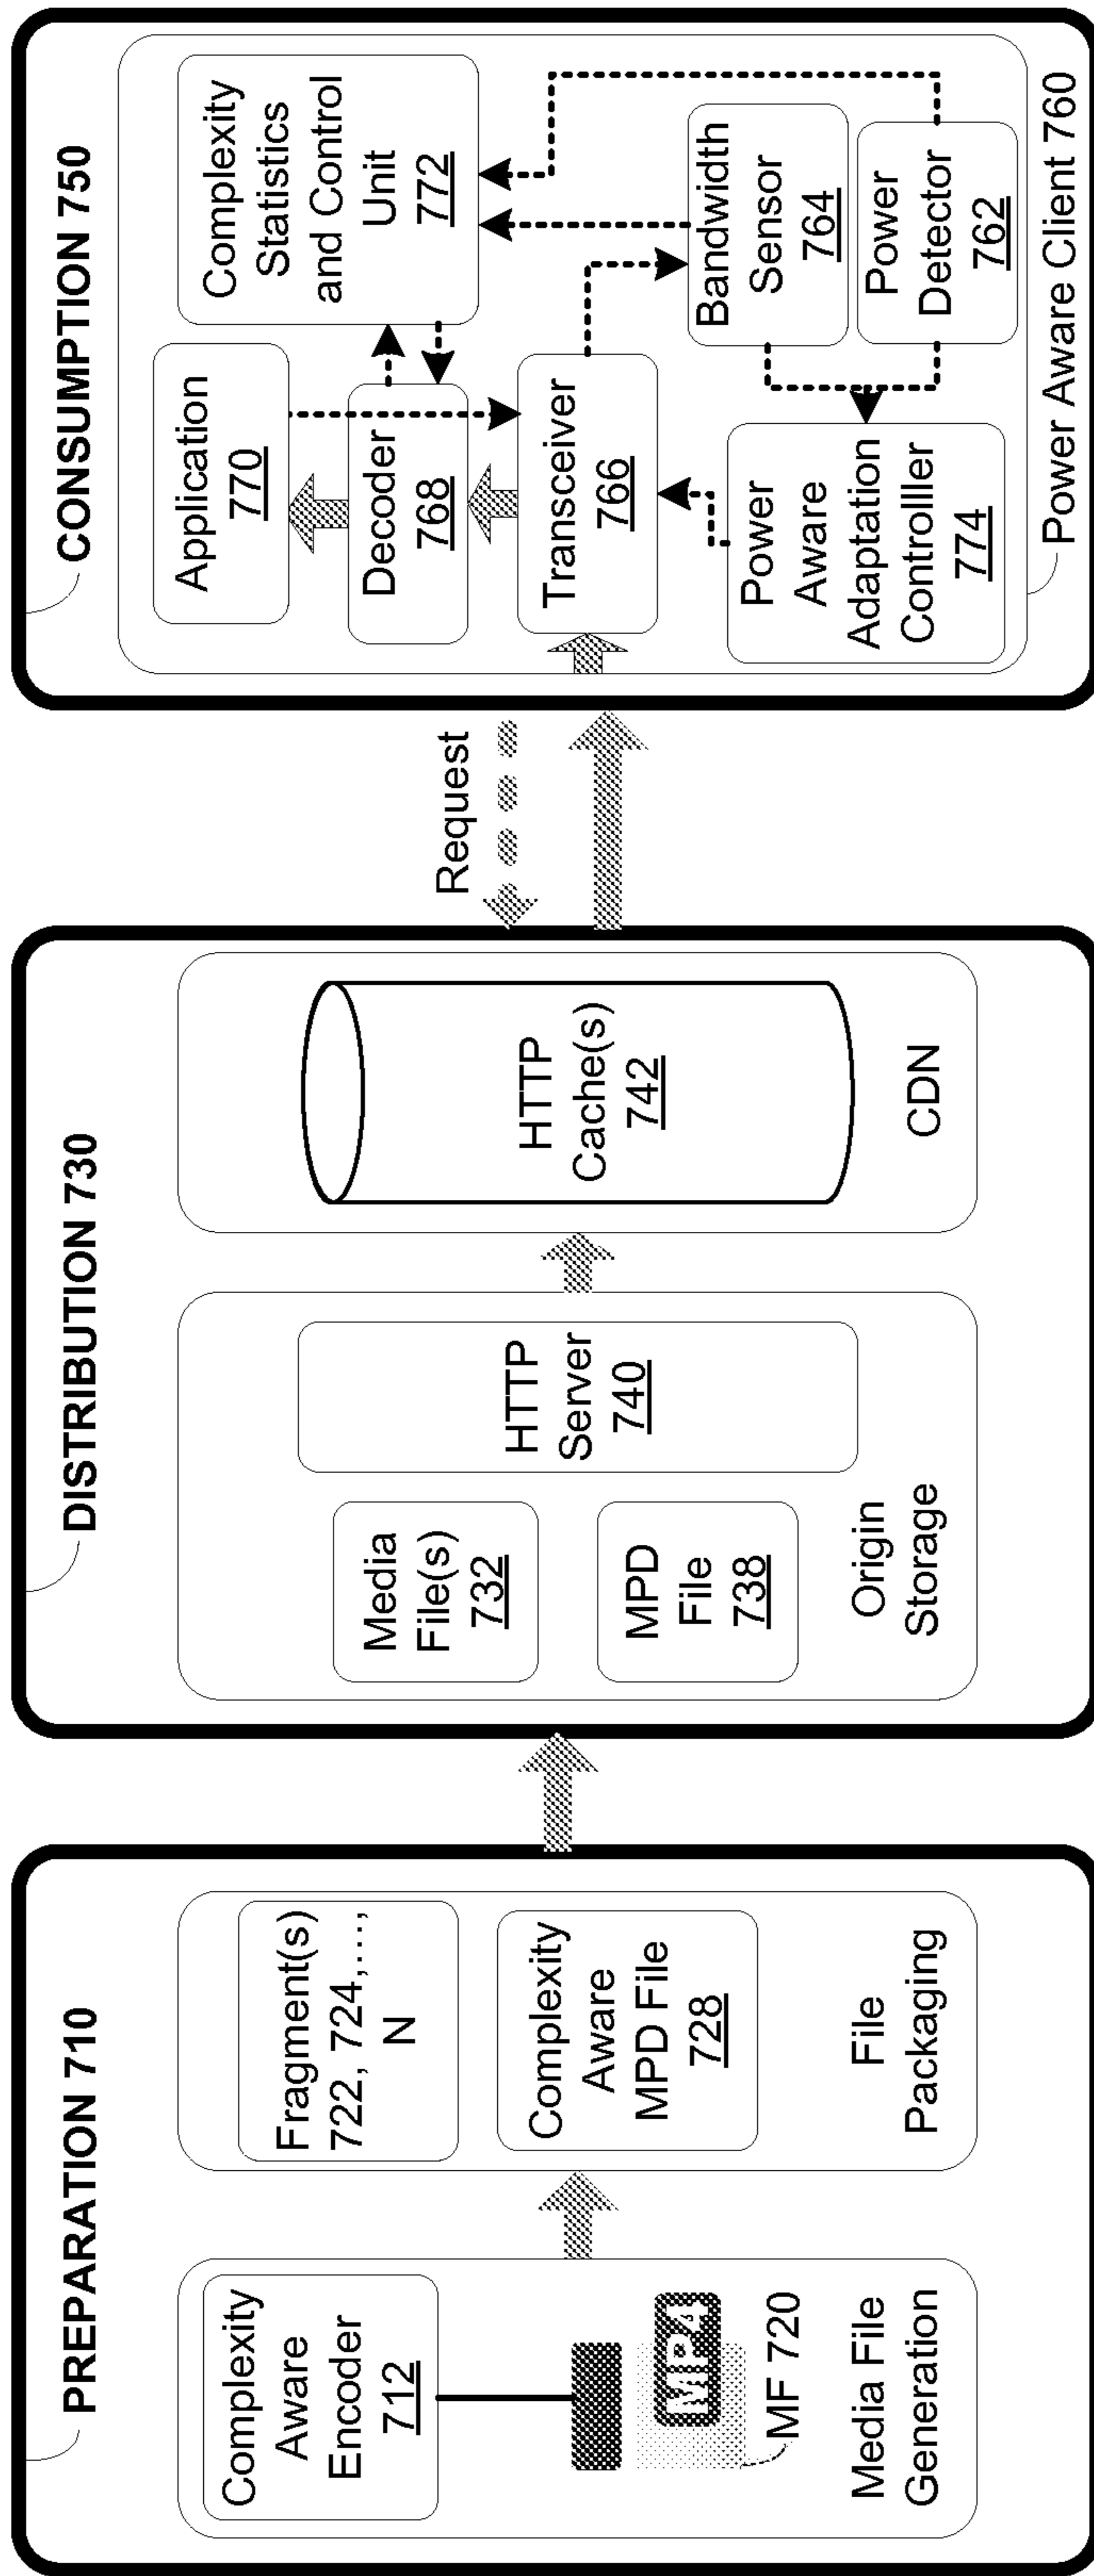 PREPARATION 710
Complexity
Aware
Encoder
712
MP4
MF 720
Media File
Generation
Fragment(s)
722, 724,...,
N
Complexity
Aware
MPD File
728
File
Packaging
DISTRIBUTION 730
Media
File(s)
732
MPD
File
738
HTTP
Server
740
Origin
Storage
HTTP
Cache(s)
742
CDN
Request
CONSUMPTION 750
Application
770
Complexity
Statistics
and Control
Unit
772
Decoder
768
Transceiver
766
Bandwidth
Sensor
764
Power
Aware
Adaptation
Controlller
774
Power
Detector
762
Power Aware Client 760